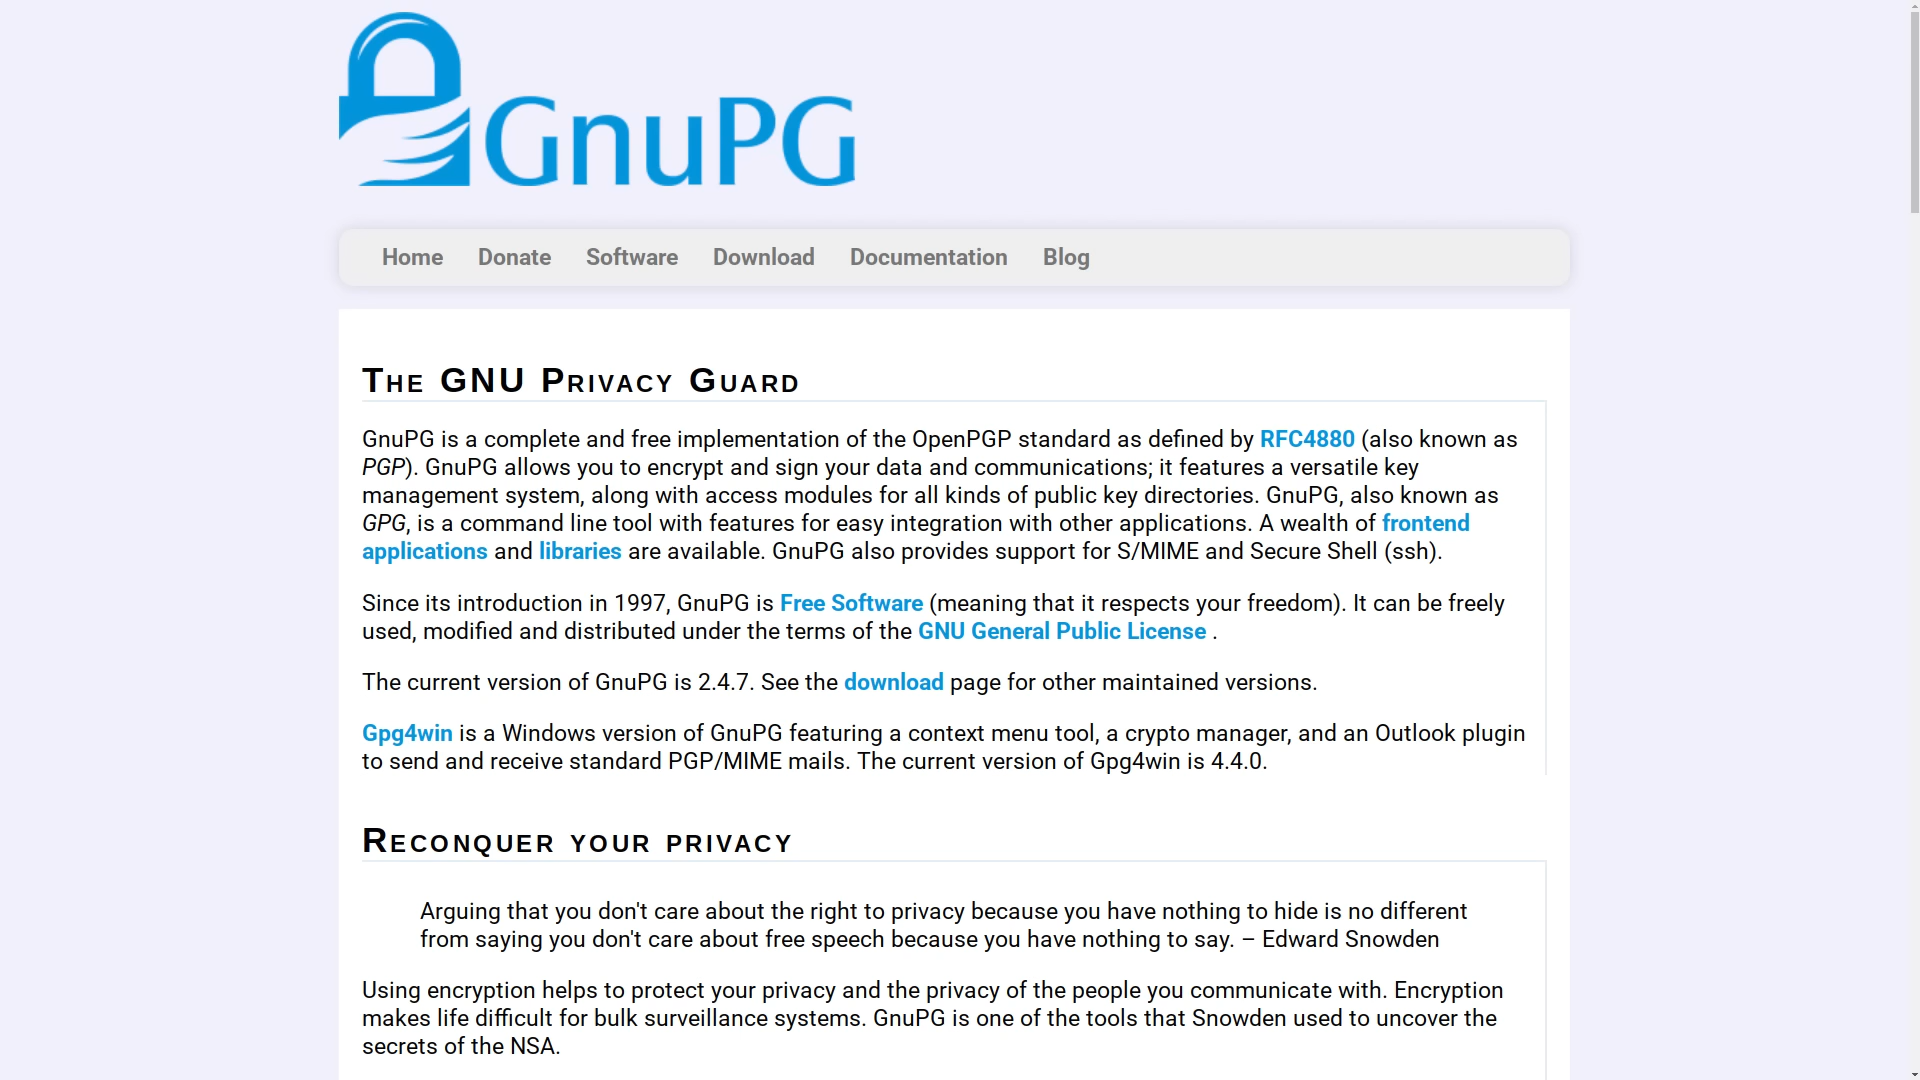 GnuPG
Home Donate Software Download Documentation Blog
The GNU Privacy Guard
GnuPG is a complete and free implementation of the OpenPGP standard as defined by RFC4880 (also known as
PGP). GnuPG allows you to encrypt and sign your data and communications; it features a versatile key
management system, along with access modules for all kinds of public key directories. GnuPG, also known as
GPG, is a command line tool with features for easy integration with other applications. A wealth of frontend
applications and libraries are available. GnuPG also provides support for S/MIME and Secure Shell (ssh).
Since its introduction in 1997, GnuPG is Free Software (meaning that it respects your freedom). It can be freely
used, modified and distributed under the terms of the GNU General Public License .
The current version of GnuPG is 2.4.7. See the download page for other maintained versions.
Gpg4win is a Windows version of GnuPG featuring a context menu tool, a crypto manager, and an Outlook plugin
to send and receive standard PGP/MIME mails. The current version of Gpg4win is 4.4.0.
Reconquer your privacy
Arguing that you don't care about the right to privacy because you have nothing to hide is no different
from saying you don't care about free speech because you have nothing to say. – Edward Snowden
Using encryption helps to protect your privacy and the privacy of the people you communicate with. Encryption
makes life difficult for bulk surveillance systems. GnuPG is one of the tools that Snowden used to uncover the
secrets of the NSA.